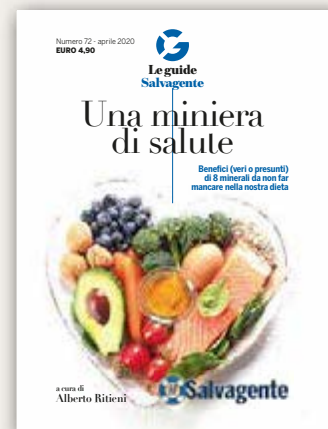 Numero 72 - aprile 2020
EURO 4,90
Le guide
Salvagente
Una miniera
di salute
Benefici (veri o presunti)
di 8 minerali da non far
mancare nella nostra dieta
a cura di
Alberto Ritieni
il Salvagente